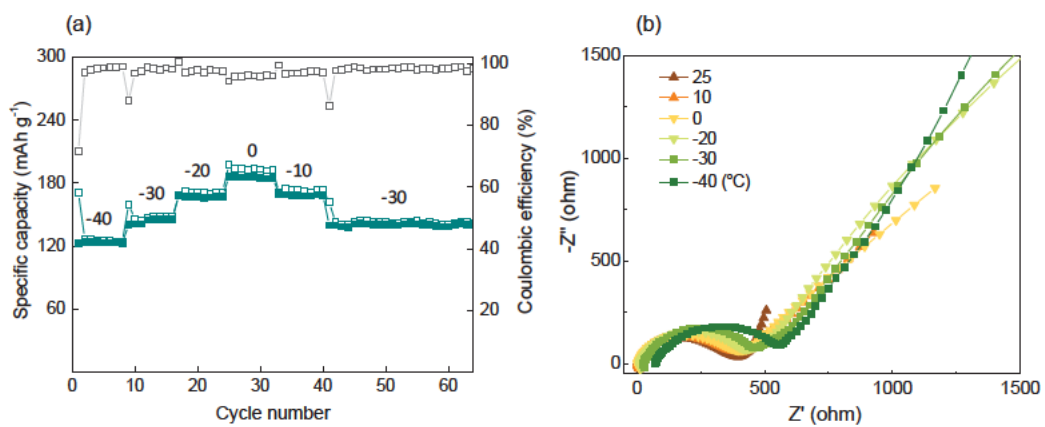 (a)
300
240
180
120
60
Specific capacity (mAh g⁻¹)
-40
-30
-20
0
-10
-30
100
80
60
40
20
Coulombic efficiency (%)
0 10 20 30 40 50 60
Cycle number
(b)
1500
1000
500
0
-Z" (ohm)
25
10
0
-20
-30
-40 (ºC)
0 500 1000 1500
Z' (ohm)